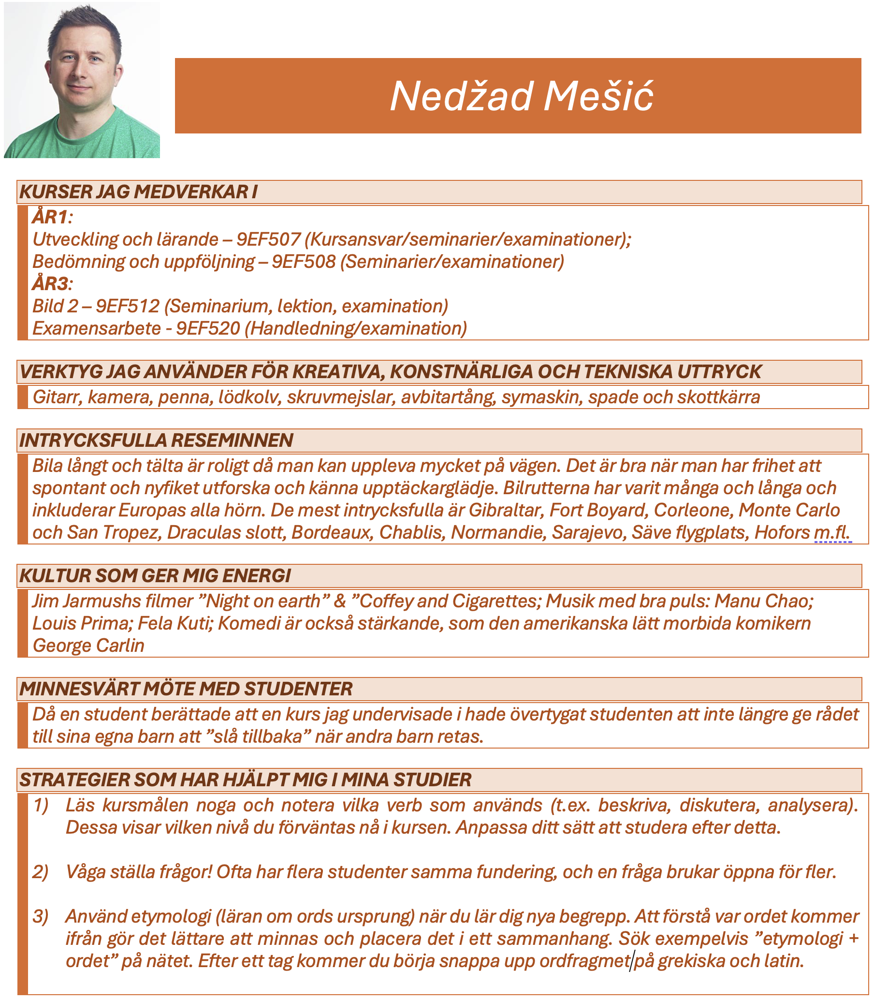 Nedžad Mešić
KURSER JAG MEDVERKAR I
ÅR1:
Utveckling och lärande – 9EF507 (Kursansvar/seminarier/examinationer);
Bedömning och uppföljning – 9EF508 (Seminarier/examinationer)
ÅR3:
Bild 2 – 9EF512 (Seminarium, lektion, examination)
Examensarbete - 9EF520 (Handledning/examination)
VERKTYG JAG ANVÄNDER FÖR KREATIVA, KONSTNÄRLIGA OCH TEKNISKA UTTRYCK
Gitarr, kamera, penna, lödkolv, skruvmejslar, avbitartång, symaskin, spade och skottkärra
INTRYCKSFULLA RESEMINNEN
Bila långt och tälta är roligt då man kan uppleva mycket på vägen. Det är bra när man har frihet att
spontant och nyfiket utforska och känna upptäckarglädje. Bilrutterna har varit många och långa och
inkluderar Europas alla hörn. De mest intrycksfulla är Gibraltar, Fort Boyard, Corleone, Monte Carlo
och San Tropez, Draculas slott, Bordeaux, Chablis, Normandie, Sarajevo, Säve flygplats, Hofors m.fl.
KULTUR SOM GER MIG ENERGI
Jim Jarmushs filmer ”Night on earth” & ”Coffey and Cigarettes; Musik med bra puls: Manu Chao;
Louis Prima; Fela Kuti; Komedi är också stärkande, som den amerikanska lätt morbida komikern
George Carlin
MINNESVÄRT MÖTE MED STUDENTER
Då en student berättade att en kurs jag undervisade i hade övertygat studenten att inte längre ge rådet
till sina egna barn att ”slå tillbaka” när andra barn retas.
STRATEGIER SOM HAR HJÄLPT MIG I MINA STUDIER
1) Läs kursmålen noga och notera vilka verb som används (t.ex. beskriva, diskutera, analysera).
Dessa visar vilken nivå du förväntas nå i kursen. Anpassa ditt sätt att studera efter detta.
2) Våga ställa frågor! Ofta har flera studenter samma fundering, och en fråga brukar öppna för fler.
3) Använd etymologi (läran om ords ursprung) när du lär dig nya begrepp. Att förstå var ordet kommer
ifrån gör det lättare att minnas och placera det i ett sammanhang. Sök exempelvis ”etymologi +
ordet” på nätet. Efter ett tag kommer du börja snappa upp ordfragmet på grekiska och latin.